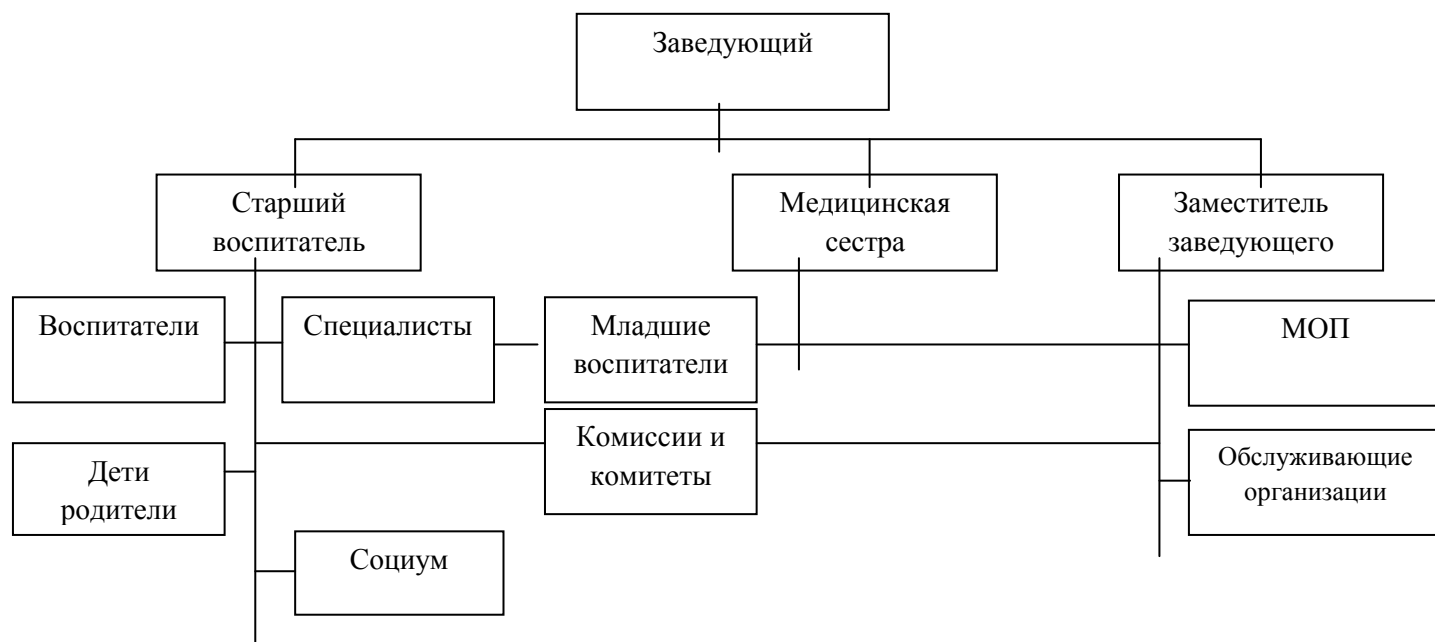 Заведующий
Старший
воспитатель
Медицинская
сестра
Заместитель
заведующего
Воспитатели
Специалисты
Младшие
воспитатели
МОП
Дети
родители
Комиссии и
комитеты
Обслуживающие
организации
Социум